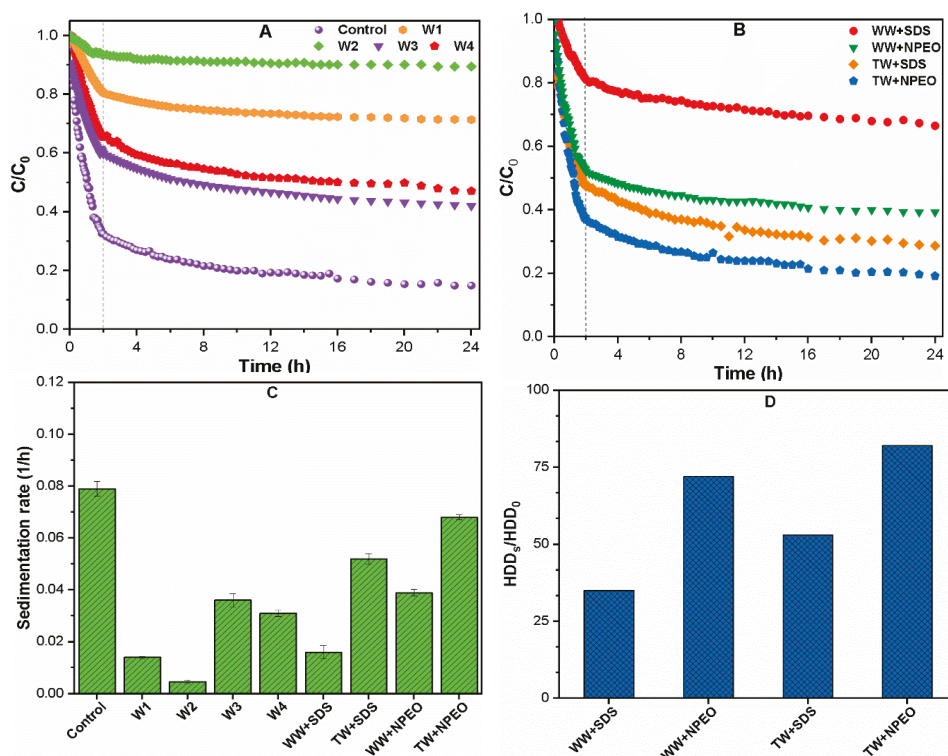 A
Control W1
W2 W3 W4
C/C0
1.0
0.8
0.6
0.4
0.2
0.0
0 4 8 12 16 20 24
Time (h)
B
WW+SDS
WW+NPEO
TW+SDS
TW+NPEO
C/C0
1.0
0.8
0.6
0.4
0.2
0.0
0 4 8 12 16 20 24
Time (h)
C
Sedimentation rate (1/h)
0.12
0.10
0.08
0.06
0.04
0.02
0.00
Control W1 W2 W3 W4 WW+SDS TW+SDS WW+NPEO TW+NPEO
D
HDDs/HDD0
100
75
50
25
0
WW+SDS WW+NPEO TW+SDS TW+NPEO